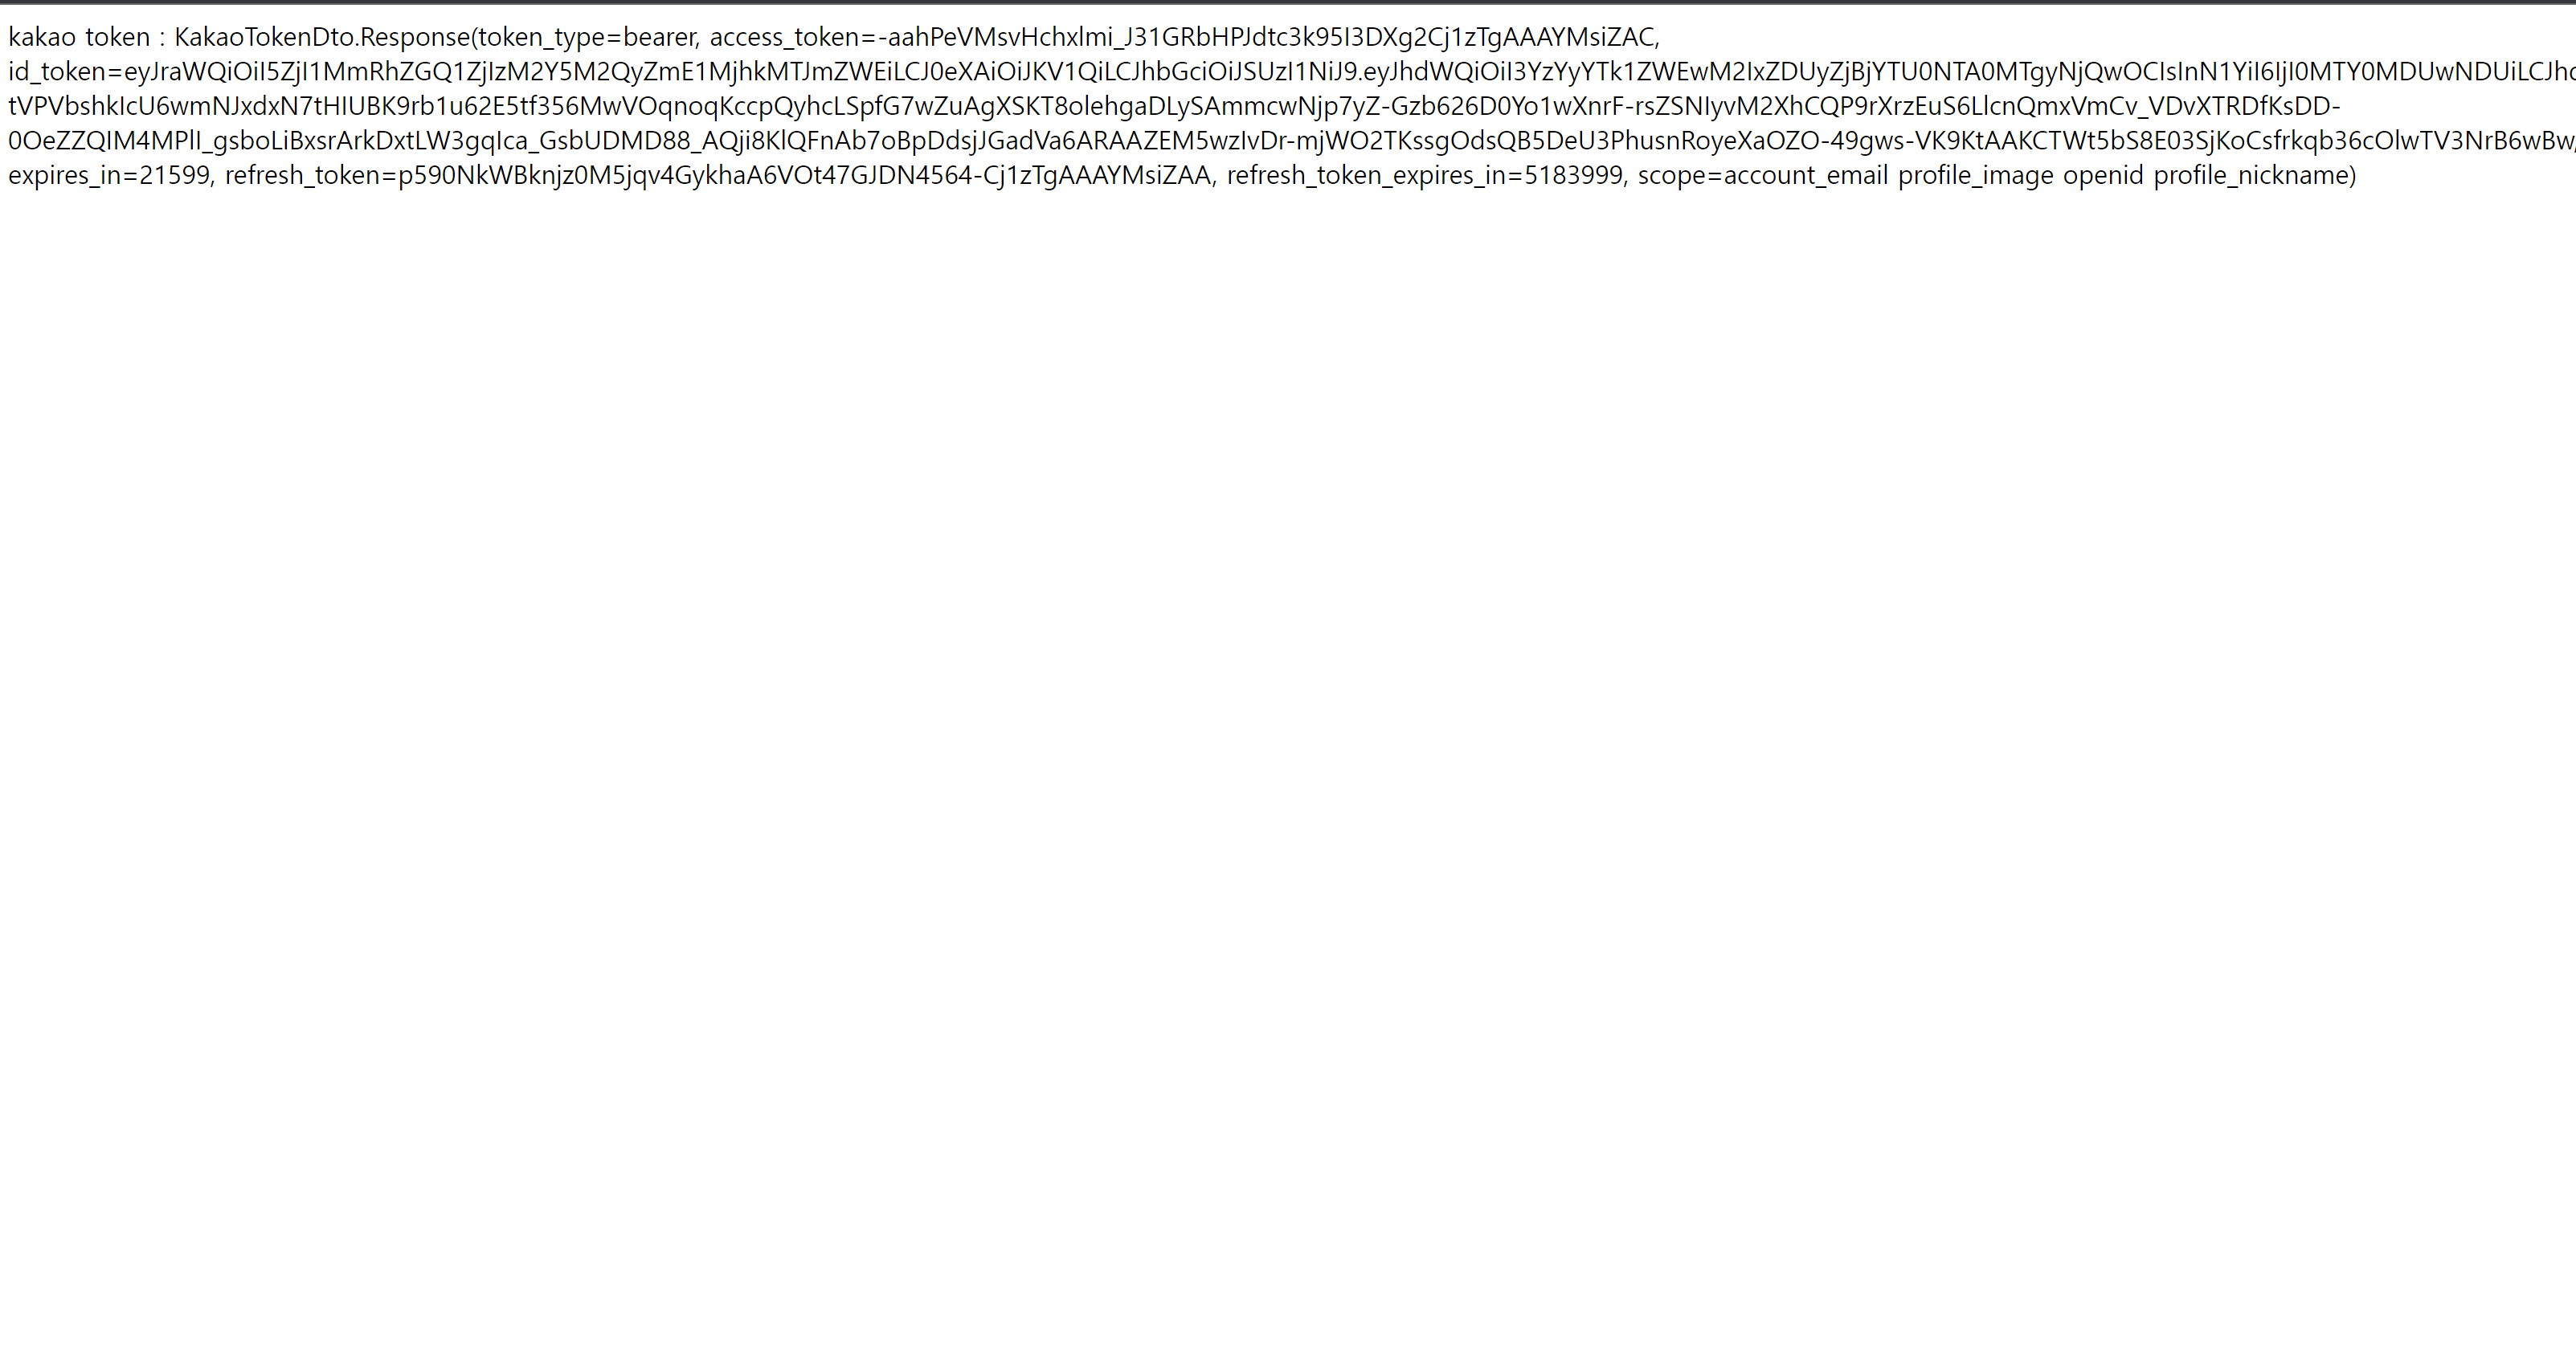 kakao token : KakaoTokenDto.Response(token_type=bearer, access_token=-aahPeVMsvHchxlmi_J31GRbHPJdtc3k95I3DXg2Cj1zTgAAAYMsiZAC,
id_token=eyJraWQiOiI5ZjI1MmRhZGQ1ZjIzM2Y5M2QyZmE1MjhkMTJmZWEiLCJ0eXAiOiJKV1QiLCJhbGciOiJSUzI1NiJ9.eyJhdWQiOiI3YzYyYTk1ZWEwM2IxZDUyZjBjYTU0NTA0MTgyNjQwOCIsInN1YiI6IjI0MTY0MDUwNDUiLCJhd
tVPVbshkIcU6wmNJxdxN7tHIUBK9rb1u62E5tf356MwVOqnoqKccpQyhcLSpfG7wZuAgXSKT8olehgaDLySAmmcwNjp7yZ-Gzb626D0Yo1wXnrF-rsZSNIyvM2XhCQP9rXrzEuS6LlcnQmxVmCv_VDvXTRDfKsDD-
0OeZZQIM4MPlI_gsboLiBxsrArkDxtLW3gqIca_GsbUDMD88_AQji8KlQFnAb7oBpDdsjJGadVa6ARAAZEM5wzIvDr-mjWO2TKssgOdsQB5DeU3PhusnRoyeXaOZO-49gws-VK9KtAAKCTWt5bS8E03SjKoCsfrkqb36cOlwTV3NrB6wBw,
expires_in=21599, refresh_token=p590NkWBknjz0M5jqv4GykhaA6VOt47GJDN4564-Cj1zTgAAAYMsiZAA, refresh_token_expires_in=5183999, scope=account_email profile_image openid profile_nickname)